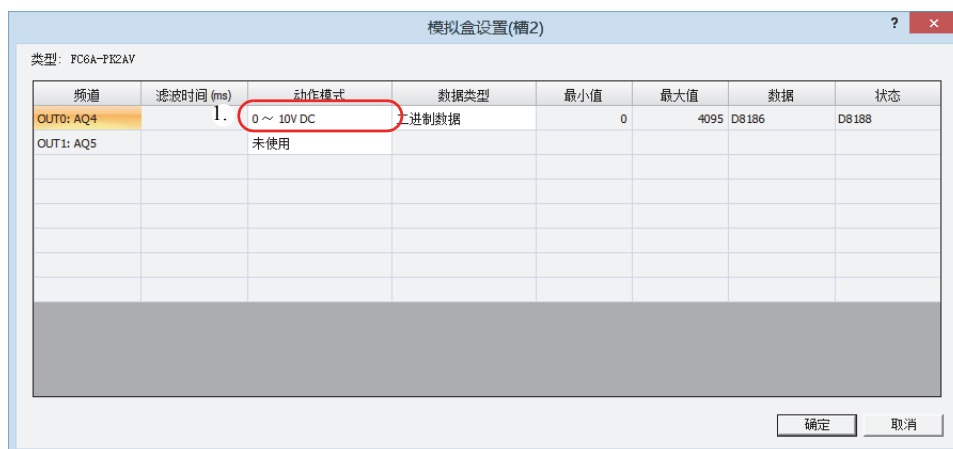 模拟盒设置(槽2)
?
×
类型: FC6A-PK2AV
频道 滤波时间 (ms) 动作模式 数据类型 最小值 最大值 数据 状态
OUT0: AQ4 1. 0 ～ 10V DC 二进制数据 0 4095 D8186 D8188
OUT1: AQ5 未使用
确定 取消